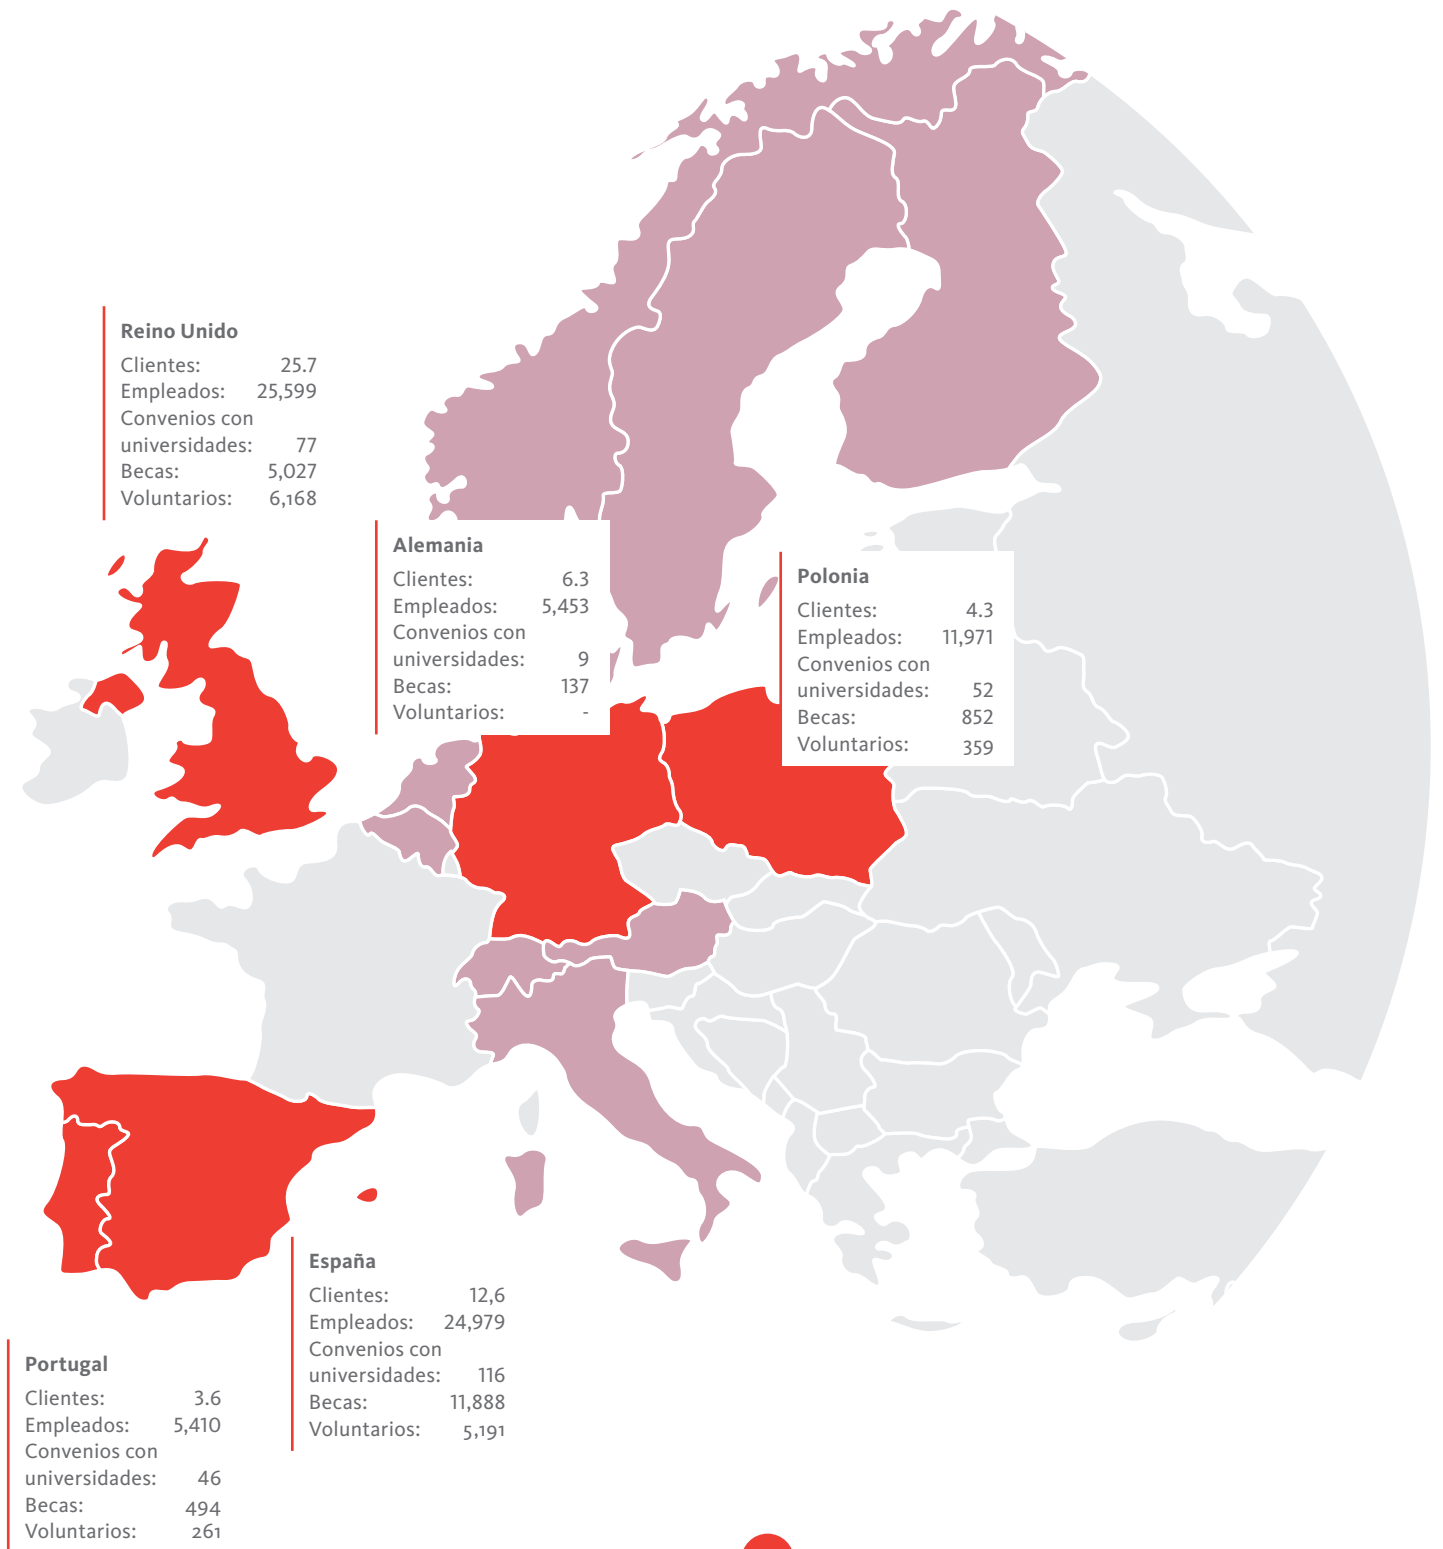 Reino Unido
Clientes: 25.7
Empleados: 25,599
Convenios con
universidades: 77
Becas: 5,027
Voluntarios: 6,168
Alemania
Clientes: 6.3
Empleados: 5,453
Convenios con
universidades: 9
Becas: 137
Voluntarios: -
Polonia
Clientes: 4.3
Empleados: 11,971
Convenios con
universidades: 52
Becas: 852
Voluntarios: 359
España
Clientes: 12,6
Empleados: 24,979
Convenios con
universidades: 116
Becas: 11,888
Voluntarios: 5,191
Portugal
Clientes: 3.6
Empleados: 5,410
Convenios con
universidades: 46
Becas: 494
Voluntarios: 261